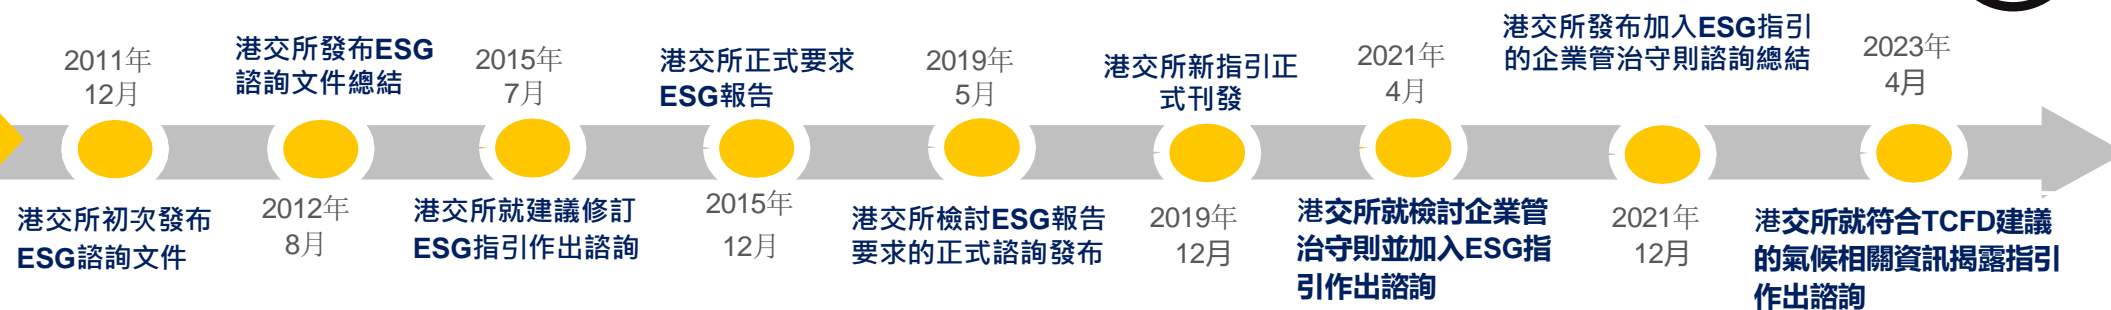 2011年
12月
港交所初次發布
ESG諮詢文件
港交所發布ESG
諮詢文件總結
2012年
8月
2015年
7月
港交所就建議修訂
ESG指引作出諮詢
港交所正式要求
ESG報告
2015年
12月
2019年
5月
港交所檢討ESG報告
要求的正式諮詢發布
港交所新指引正
式刊發
2019年
12月
2021年
4月
港交所就檢討企業管
治守則並加入ESG指
引作出諮詢
港交所發布加入ESG指引
的企業管治守則諮詢總結
2021年
12月
2023年
4月
港交所就符合TCFD建議
的氣候相關資訊揭露指引
作出諮詢